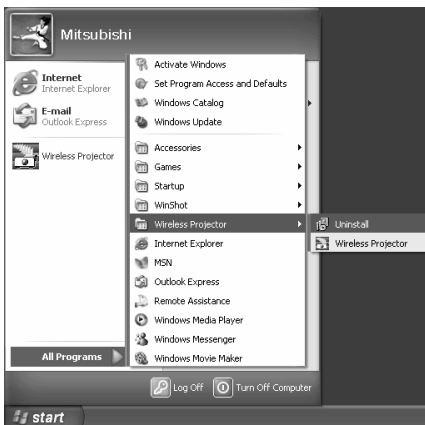 Mitsubishi
Internet
Internet Explorer
E-mail
Outlook Express
Wireless Projector
All Programs
Activate Windows
Set Program Access and Defaults
Windows Catalog
Windows Update
Accessories
Games
Startup
WinShot
Wireless Projector
Internet Explorer
MSN
Outlook Express
Remote Assistance
Windows Media Player
Windows Messenger
Windows Movie Maker
Uninstall
Wireless Projector
Log Off
Turn Off Computer
start